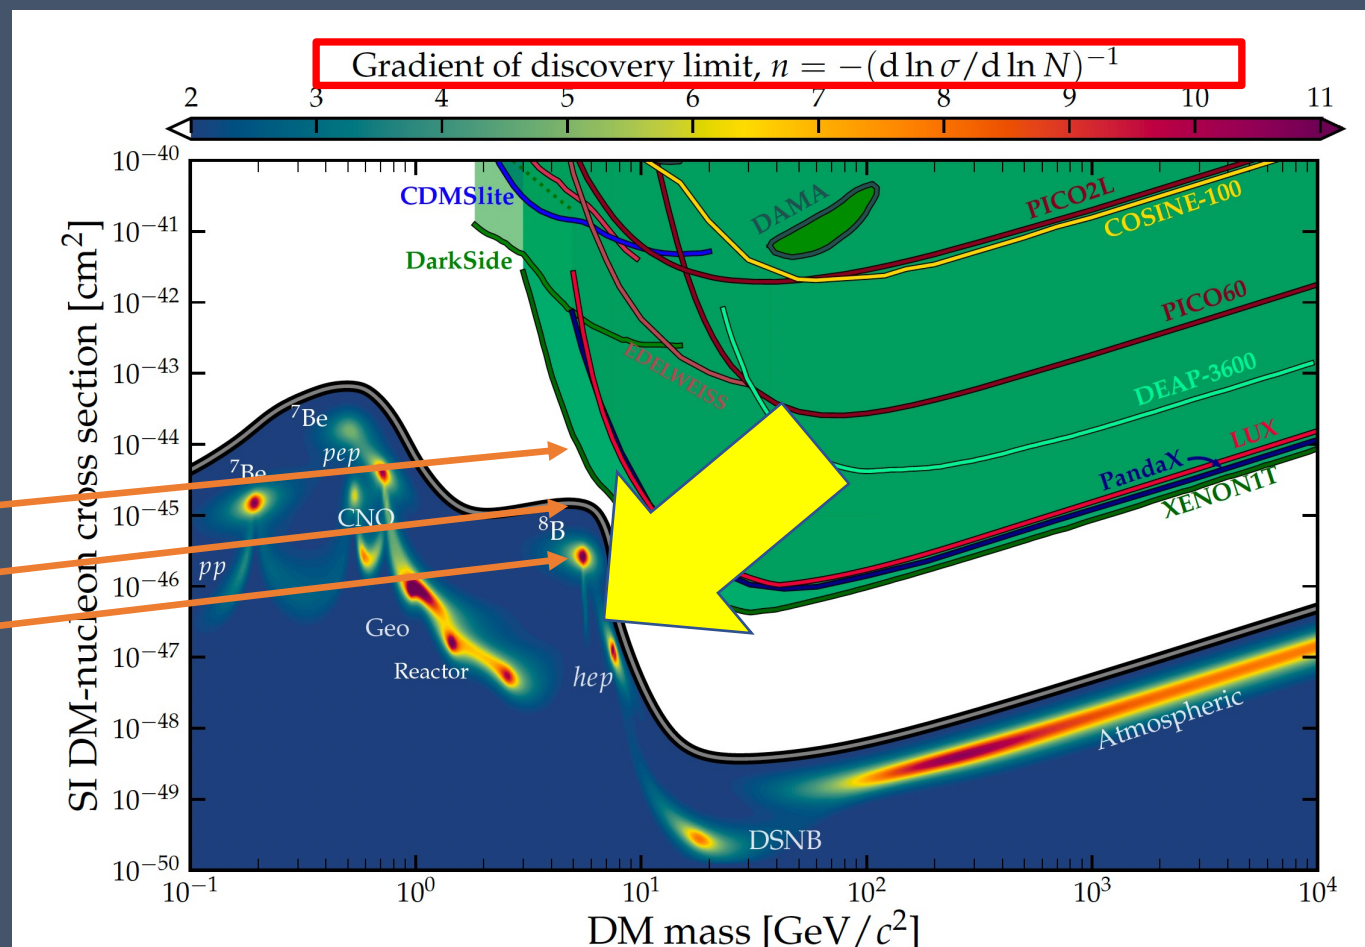 Gradient of discovery limit, n = −(d ln σ/d ln N)⁻¹
2 3 4 5 6 7 8 9 10 11
10⁻⁴⁰
10⁻⁴¹
10⁻⁴²
10⁻⁴³
10⁻⁴⁴
10⁻⁴⁵
10⁻⁴⁶
10⁻⁴⁷
10⁻⁴⁸
10⁻⁴⁹
10⁻⁵⁰
SI DM-nucleon cross section [cm²]
CDMSlite
DarkSide
DAMA
PICO2L
COSINE-100
PICO60
EDELWEISS
DEAP-3600
LUX
PandaX
XENON1T
⁷Be
pep
⁷Be
CNO
⁸B
pp
Geo
Reactor
hep
Atmospheric
DSNB
10⁻¹ 10⁰ 10¹ 10² 10³ 10⁴
DM mass [GeV/c²]